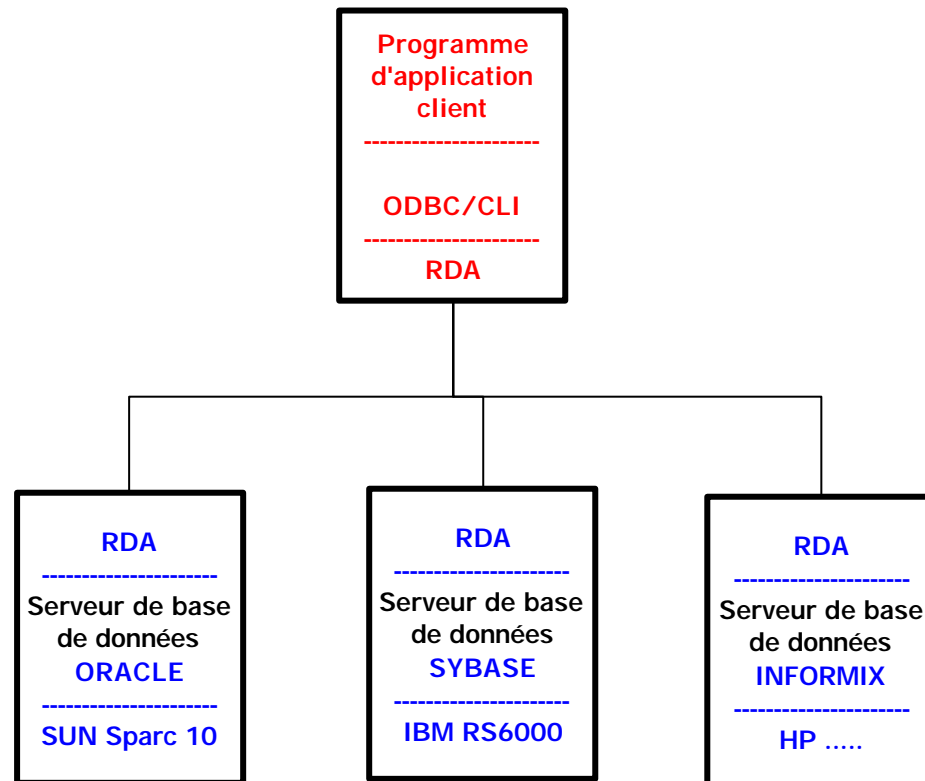 Programme
d'application
client
----------------------
ODBC/CLI
----------------------
RDA
RDA
----------------------
Serveur de base
de données
ORACLE
----------------------
SUN Sparc 10
RDA
----------------------
Serveur de base
de données
SYBASE
----------------------
IBM RS6000
RDA
----------------------
Serveur de base
de données
INFORMIX
----------------------
HP .....